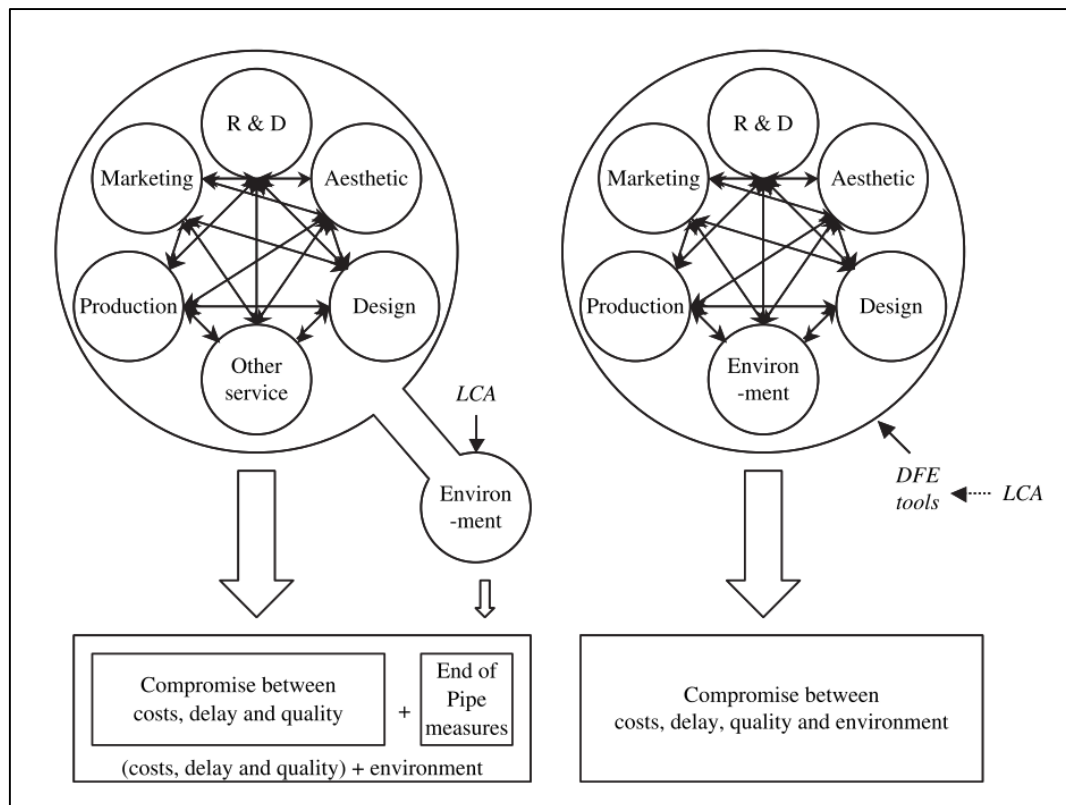 R & D
Marketing
Aesthetic
Production
Design
Other
service
LCA
Environ
-ment
Compromise between
costs, delay and quality
+
End of
Pipe
measures
(costs, delay and quality) + environment
R & D
Marketing
Aesthetic
Production
Design
Environ
-ment
DFE
tools
LCA
Compromise between
costs, delay, quality and environment